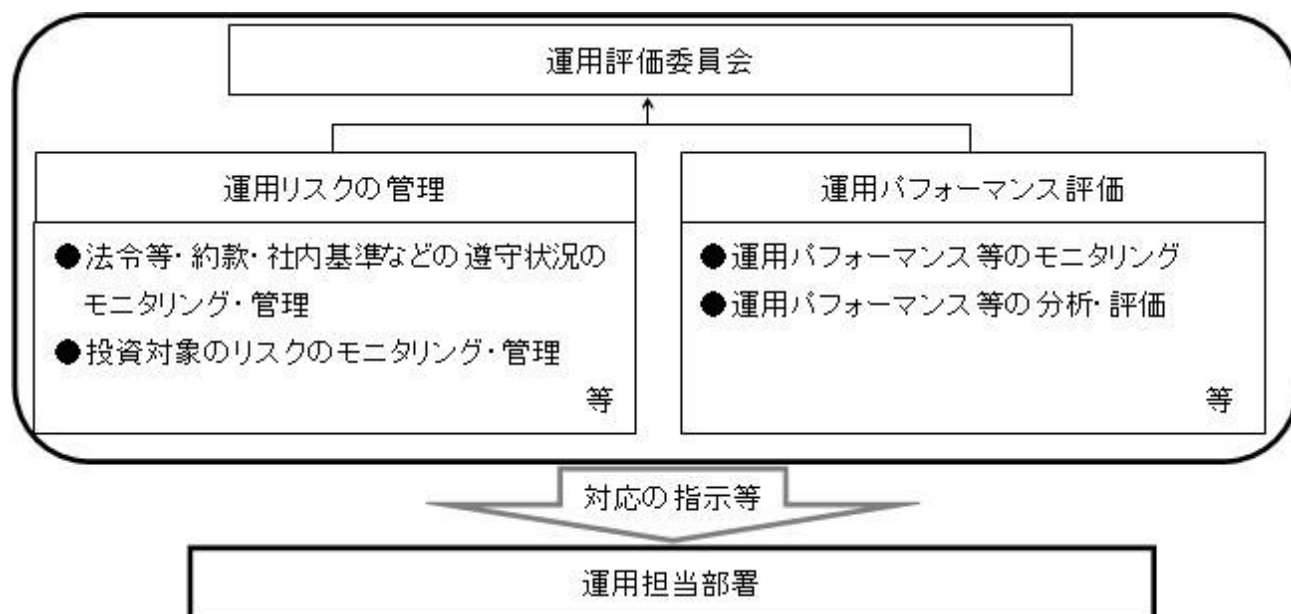 運用評価委員会
運用リスクの管理
●法令等・約款・社内基準などの遵守状況の
モニタリング・管理
●投資対象のリスクのモニタリング・管理
等
運用パフォーマンス評価
●運用パフォーマンス等のモニタリング
●運用パフォーマンス等の分析・評価
等
対応の指示等
運用担当部署